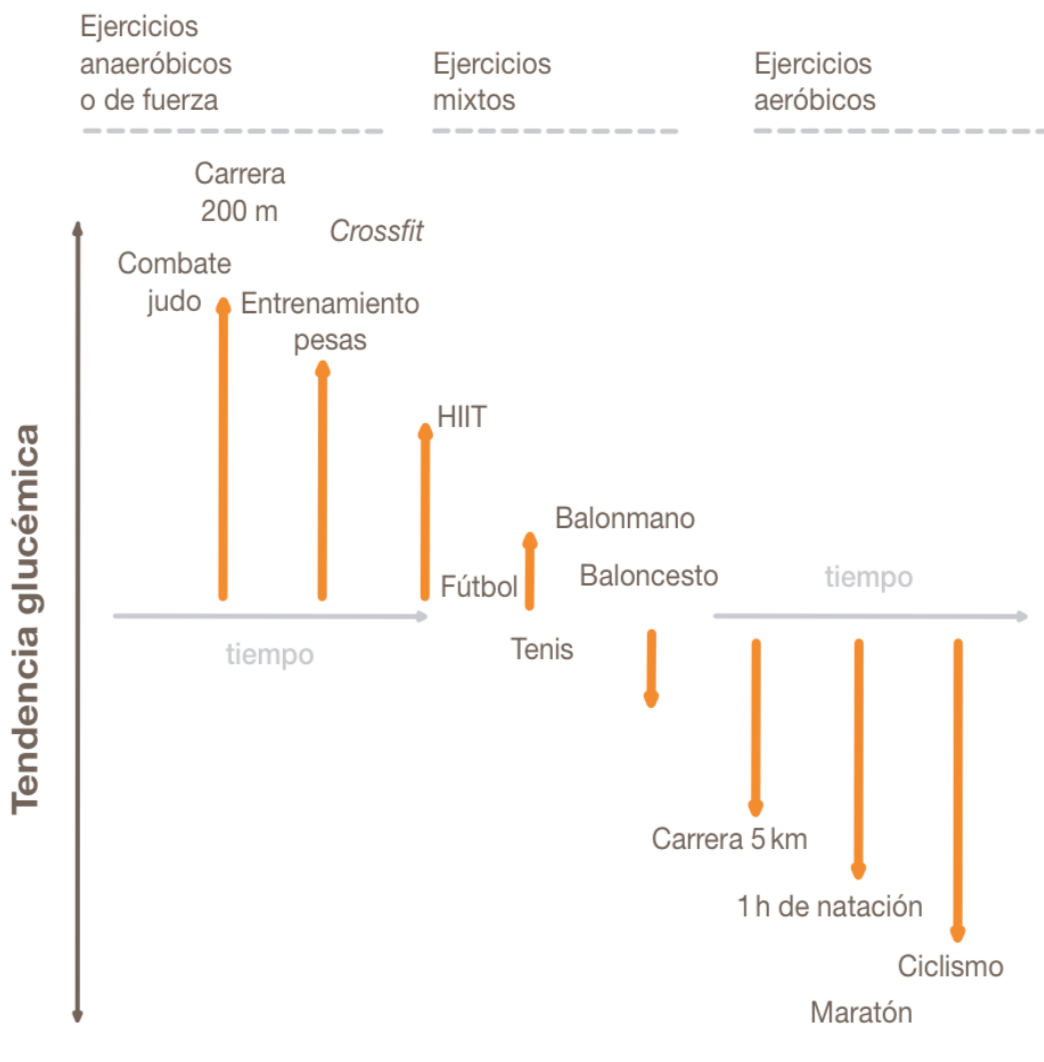 Ejercicios
anaeróbicos
o de fuerza
Ejercicios
mixtos
Ejercicios
aeróbicos
Carrera
200 m
Crossfit
Combate
judo
Entrenamiento
pesas
HIIT
Balonmano
Fútbol
Baloncesto
tiempo
tiempo
Tenis
Tendencia glucémica
Carrera 5 km
1 h de natación
Ciclismo
Maratón